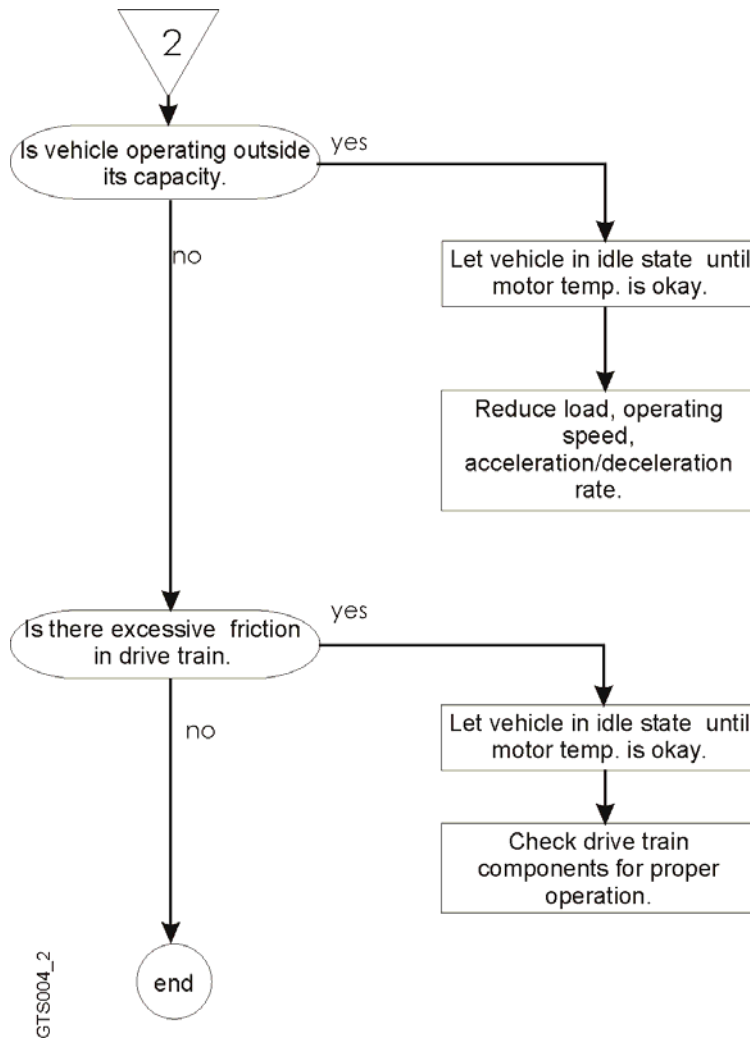 2
Is vehicle operating outside
its capacity.
yes
no
Let vehicle in idle state until
motor temp. is okay.
Reduce load, operating
speed,
acceleration/deceleration
rate.
Is there excessive friction
in drive train.
yes
no
Let vehicle in idle state until
motor temp. is okay.
Check drive train
components for proper
operation.
end
GTS004_2